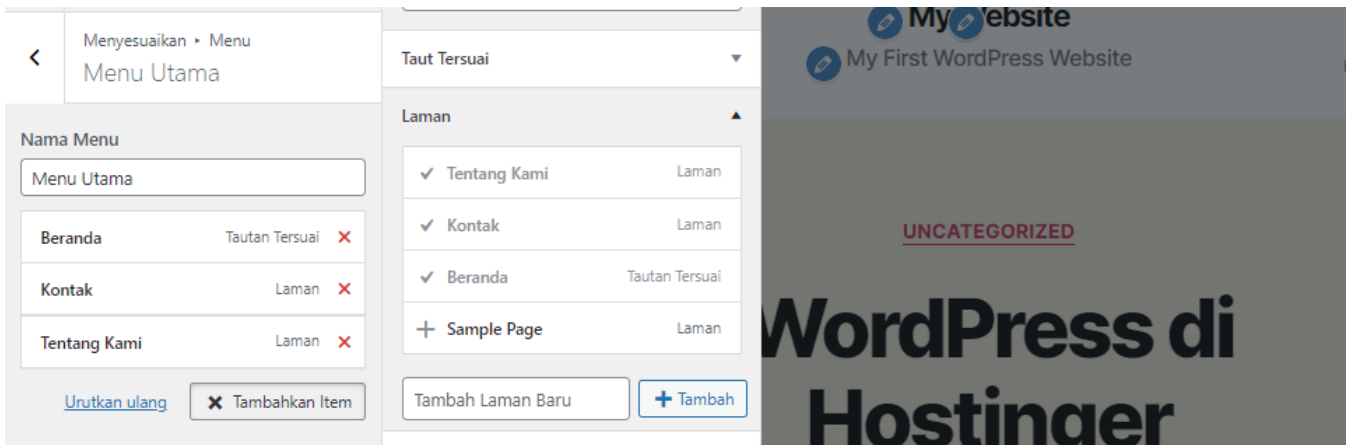 Menyesuaikan ▸ Menu
Menu Utama
Nama Menu
Menu Utama
Beranda Tautan Tersuai
Kontak Laman
Tentang Kami Laman
Urutkan ulang Tambahkan Item
Taut Tersuai
Laman
Tentang Kami Laman
Kontak Laman
Beranda Tautan Tersuai
Sample Page Laman
Tambah Laman Baru Tambah
My Website
My First WordPress Website
UNCATEGORIZED
WordPress di
Hostinger